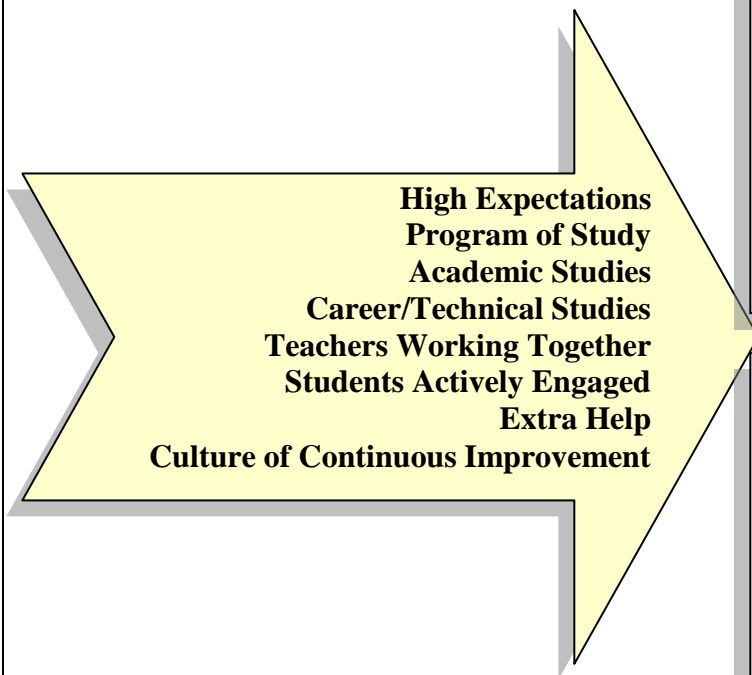 High Expectations
Program of Study
Academic Studies
Career/Technical Studies
Teachers Working Together
Students Actively Engaged
Extra Help
Culture of Continuous Improvement